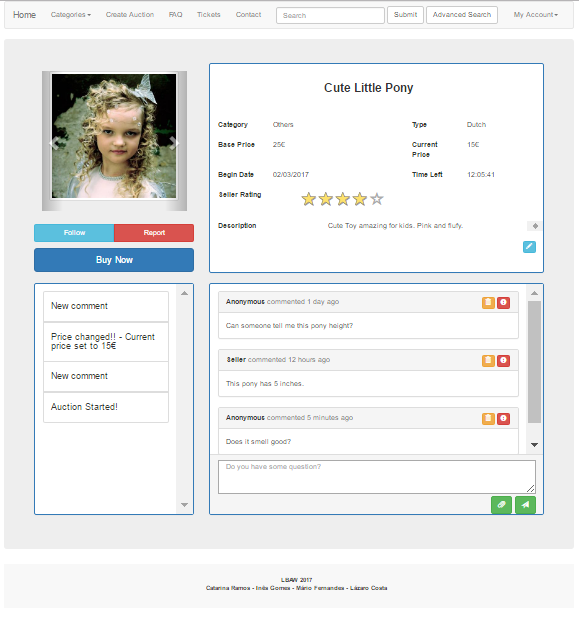 Home Categories Create Auction FAQ Tickets Contact Search Submit Advanced Search My Account
Cute Little Pony
Category Others Type Dutch
Base Price 25€ Current Price 15€
Begin Date 02/03/2017 Time Left 12:05:41
Seller Rating
Description Cute Toy amazing for kids. Pink and flufy.
Follow Report
Buy Now
New comment
Price changed!! - Current
price set to 15€
New comment
Auction Started!
Anonymous commented 1 day ago
Can someone tell me this pony height?
Seller commented 12 hours ago
This pony has 5 inches.
Anonymous commented 5 minutes ago
Does it smell good?
Do you have some question?
LBAW 2017
Catarina Ramos - Inês Gomes - Mário Fernandes - Lázaro Costa